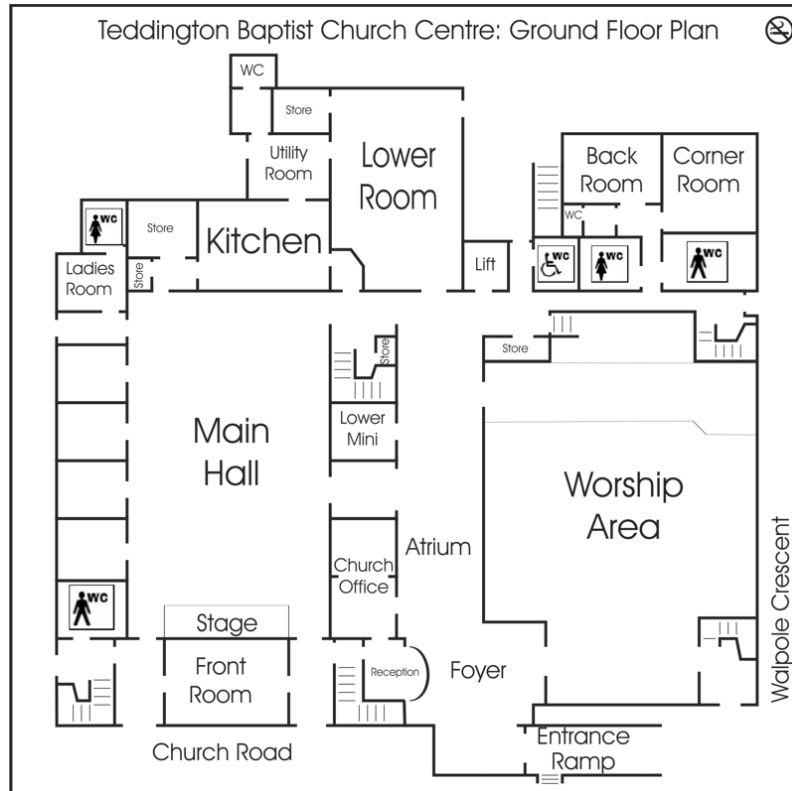 Teddington Baptist Church Centre: Ground Floor Plan
WC
Store
Utility
Room
Lower
Room
Back
Room
Corner
Room
WC
WC
Store
Kitchen
Ladies
Room
Store
Lift
WC
WC
WC
Store
Store
Lower
Mini
Main
Hall
Worship
Area
Atrium
Church
Office
WC
Stage
Front
Room
Reception
Foyer
Walpole Crescent
Church Road
Entrance
Ramp